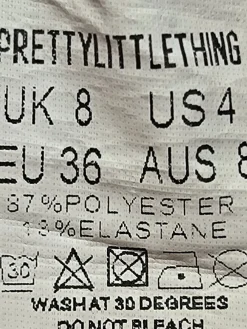 PRETTYLITTLETHING
UK 8 US 4
EU 36 AUS 8
87%POLYESTER
13%ELASTANE
30
WASH AT 30 DEGREES
DO NOT BLEACH